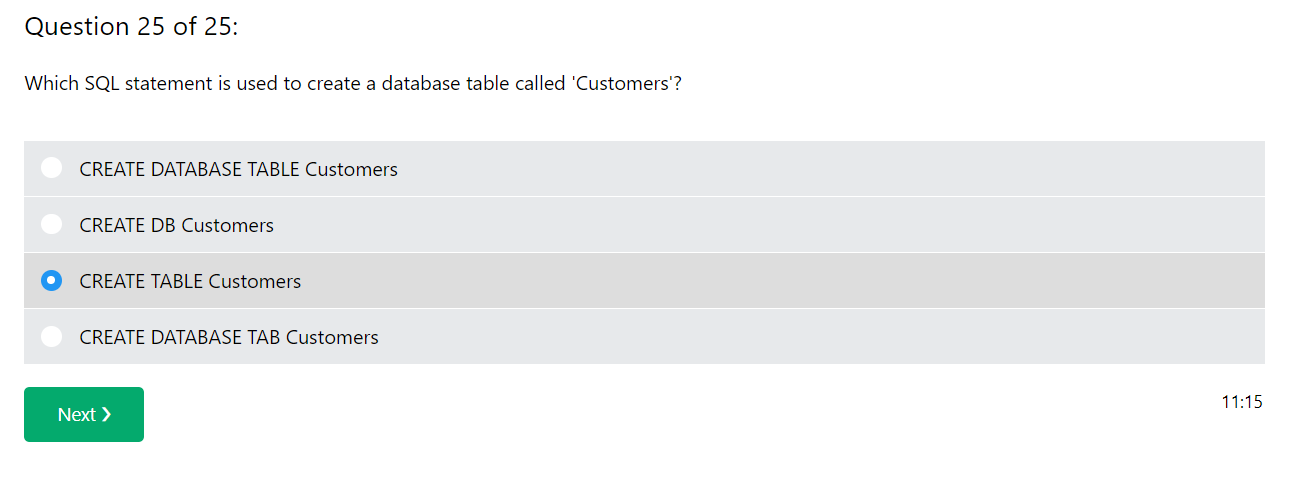 Question 25 of 25:
Which SQL statement is used to create a database table called 'Customers'?
CREATE DATABASE TABLE Customers
CREATE DB Customers
CREATE TABLE Customers
CREATE DATABASE TAB Customers
Next ❯
11:15